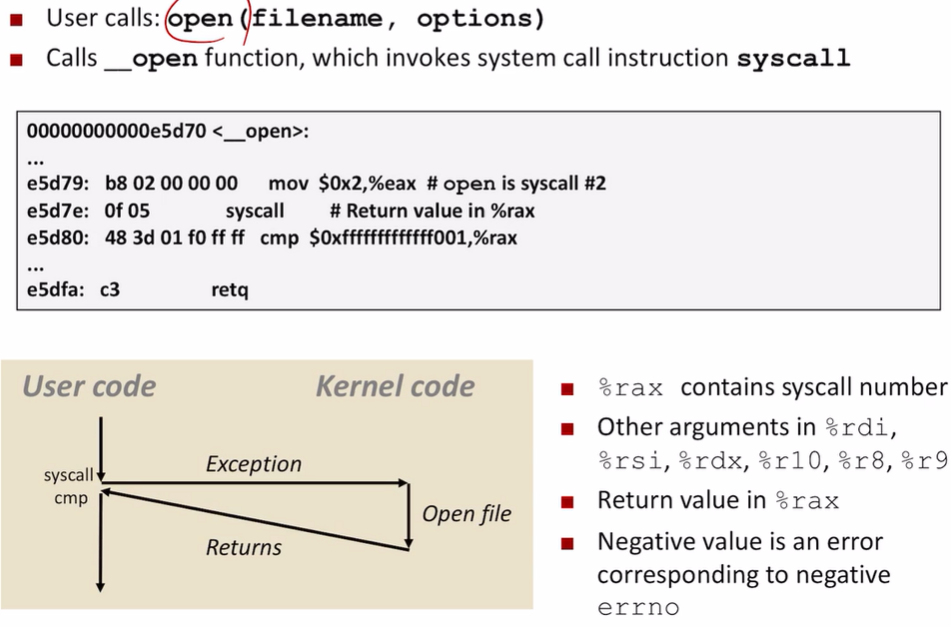 User calls: open(filename, options)
Calls __open function, which invokes system call instruction syscall
00000000000e5d70 <__open>:
...
e5d79: b8 02 00 00 00 mov $0x2,%eax # open is syscall #2
e5d7e: 0f 05 syscall # Return value in %rax
e5d80: 48 3d 01 f0 ff ff cmp $0xfffffffffffff001,%rax
...
e5dfa: c3 retq
User code Kernel code
syscall
cmp
Exception
Open file
Returns
%rax contains syscall number
Other arguments in %rdi,
%rsi, %rdx, %r10, %r8, %r9
Return value in %rax
Negative value is an error
corresponding to negative
errno